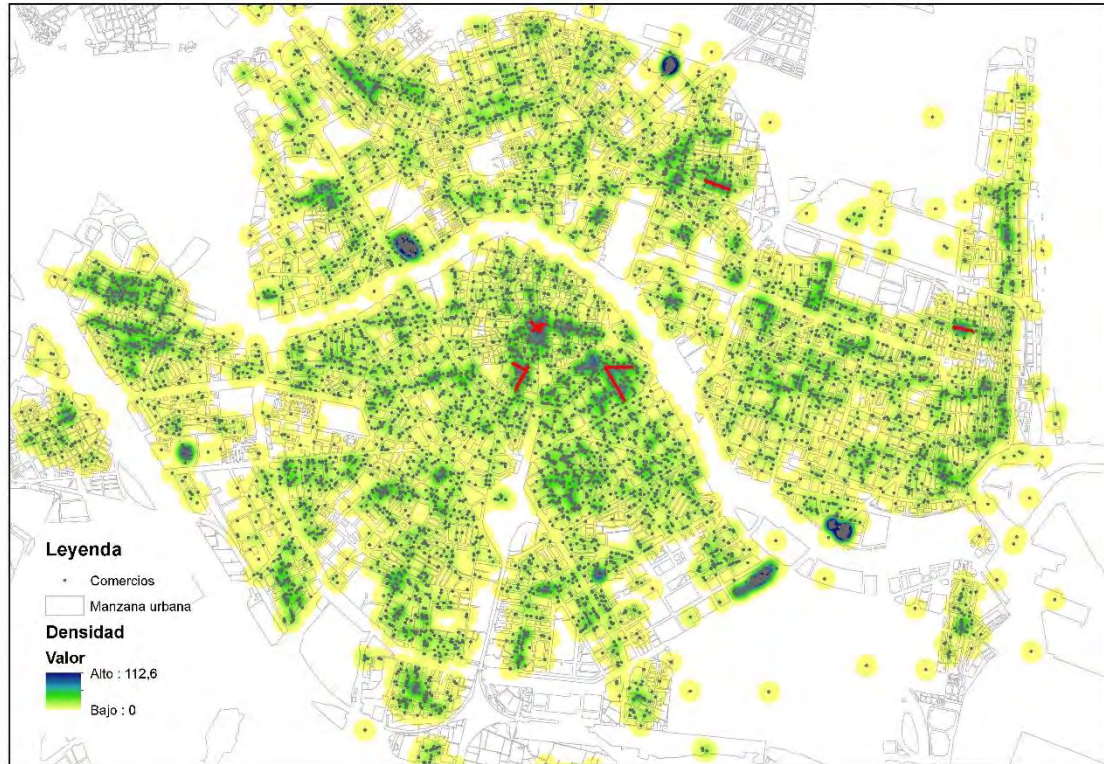 Leyenda
Comercios
Manzana urbana
Densidad
Valor
Alto : 112,6
Bajo : 0